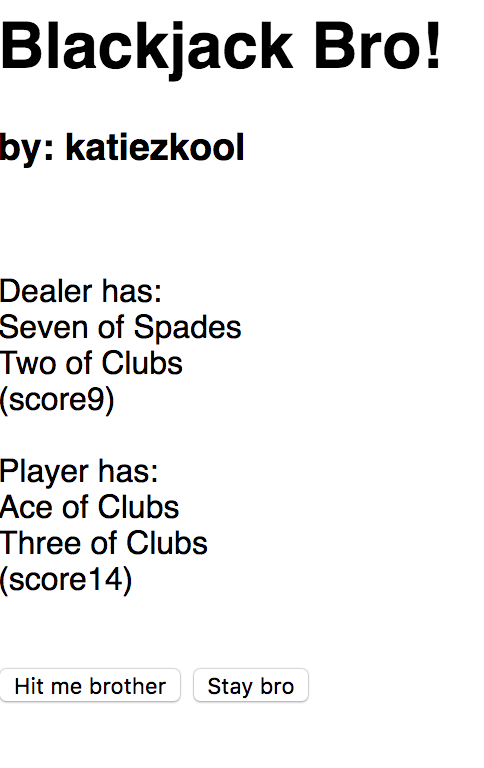 Blackjack Bro!
by: katiezkool
Dealer has:
Seven of Spades
Two of Clubs
(score9)
Player has:
Ace of Clubs
Three of Clubs
(score14)
Hit me brother
Stay bro